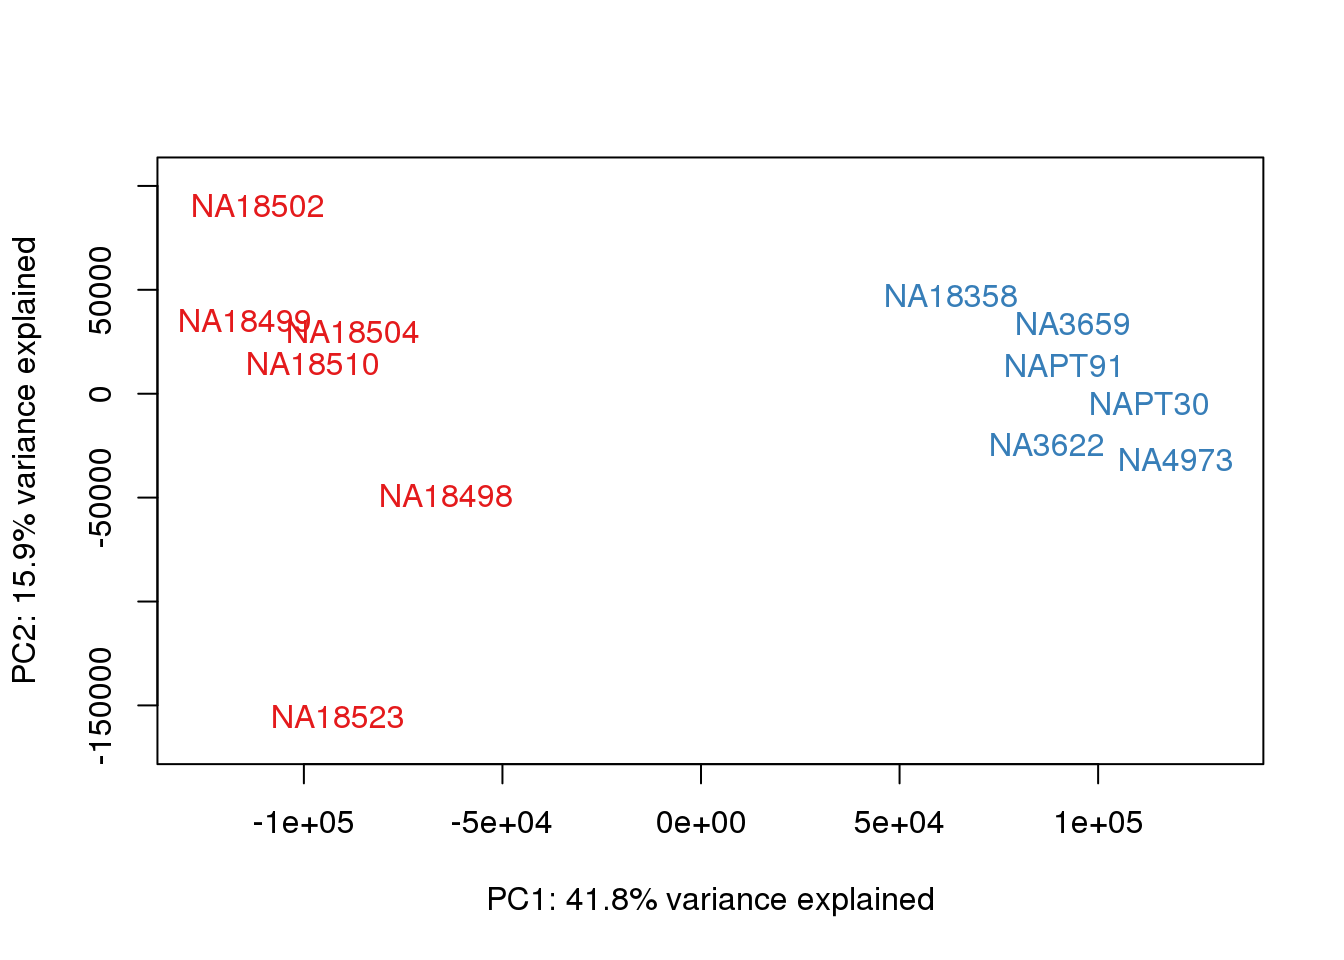 NA18502
NA18358
NA18499
NA3659
NA18504
NA18510
NAPT91
NAPT30
NA3622
NA4973
NA18498
NA18523
50000
0
-50000
-150000
PC2: 15.9% variance explained
-1e+05
-5e+04
0e+00
5e+04
1e+05
PC1: 41.8% variance explained